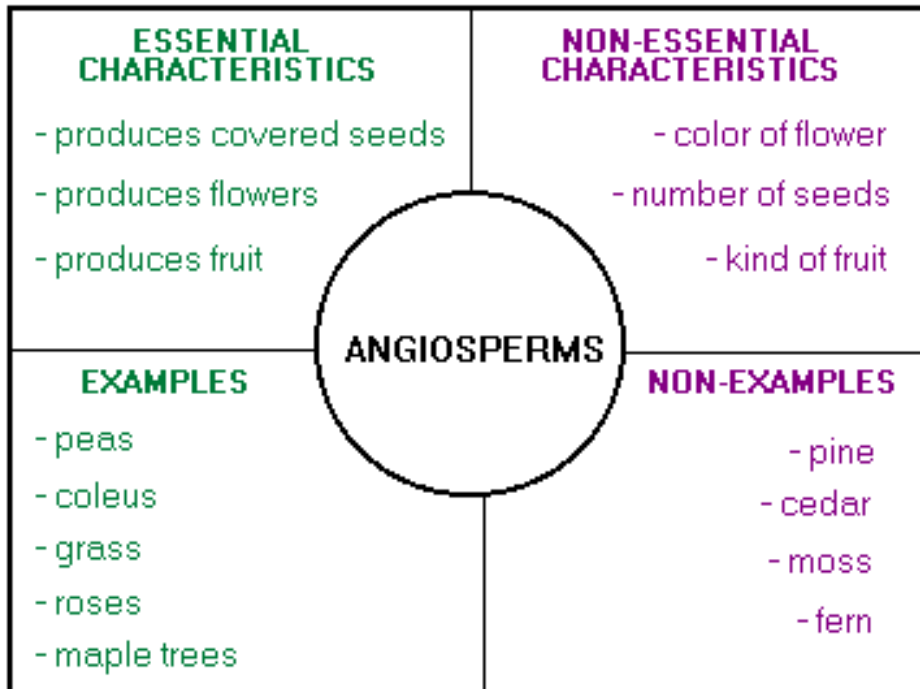 ESSENTIAL
CHARACTERISTICS
- produces covered seeds
- produces flowers
- produces fruit
NON-ESSENTIAL
CHARACTERISTICS
- color of flower
- number of seeds
- kind of fruit
ANGIOSPERMS
EXAMPLES
- peas
- coleus
- grass
- roses
- maple trees
NON-EXAMPLES
- pine
- cedar
- moss
- fern